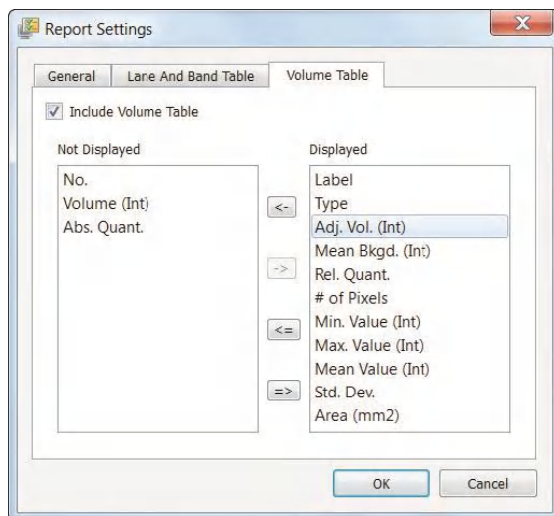 Report Settings
X
General
Lane And Band Table
Volume Table
Include Volume Table
Not Displayed
Displayed
No.
Volume (Int)
Abs. Quant.
<-
->
<=
=>
Label
Type
Adj. Vol. (Int)
Mean Bkgd. (Int)
Rel. Quant.
# of Pixels
Min. Value (Int)
Max. Value (Int)
Mean Value (Int)
Std. Dev.
Area (mm2)
OK
Cancel